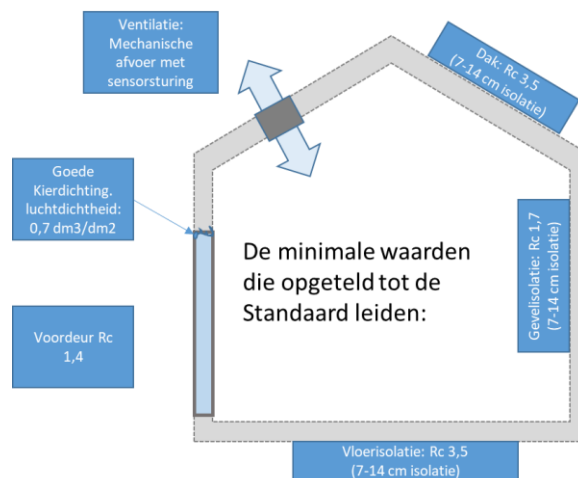 Ventilatie:
Mechanische
afvoer met
sensorsturing
Dak: Rc 3,5
(7-14 cm isolatie)
Goede
Kierdichting.
luchtdichtheid:
0,7 dm3/dm2
De minimale waarden
die opgeteld tot de
Standaard leiden:
Gevelisolatie: Rc 1,7
(7-14 cm isolatie)
Voordeur Rc
1,4
Vloerisolatie: Rc 3,5
(7-14 cm isolatie)